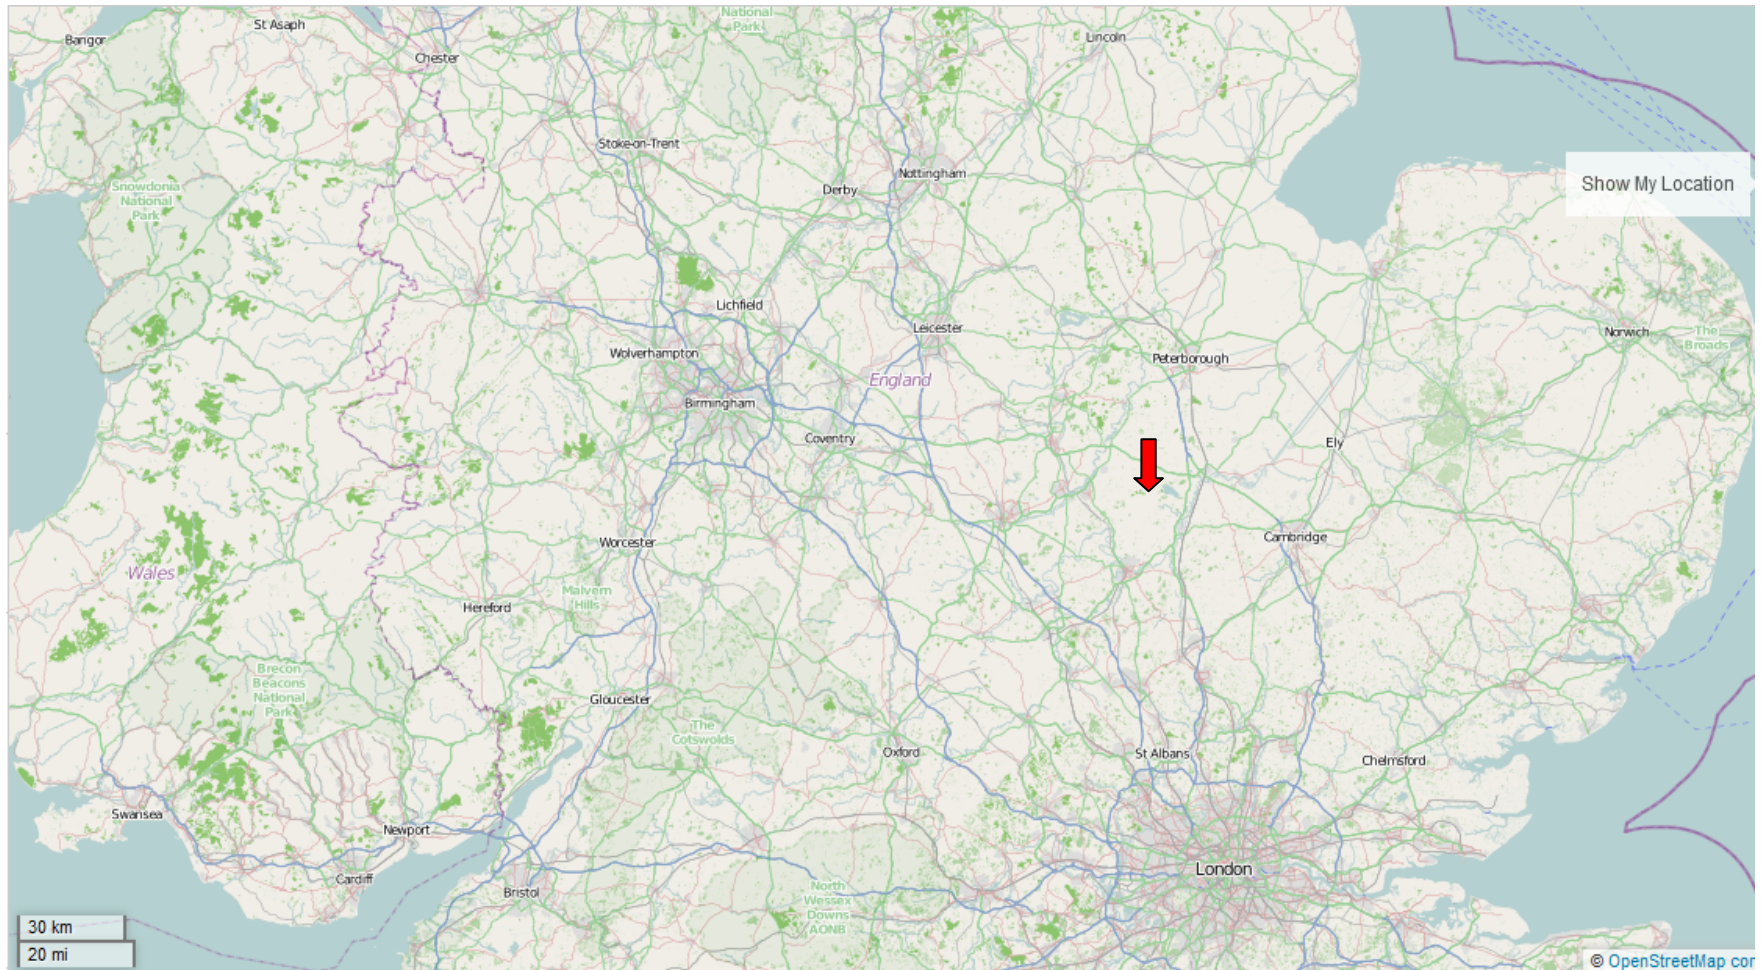 National
Park
St Asaph
Lincoln
Bangor
Chester
Stoke-on-Trent
Nottingham
Show My Location
Derby
Snowdonia
National
Park
Lichfield
Leicester
Norwich
The
Broads
Wolverhampton
Peterborough
England
Birmingham
Coventry
Ely
Cambridge
Worcester
Wales
Malvern
Hills
Hereford
Brecon
Beacons
National
Park
Gloucester
The
Cotswolds
Oxford
St Albans
Chelmsford
Swansea
Newport
London
Cardiff
Bristol
North
Wessex
Downs
AONB
30 km
20 mi
© OpenStreetMap con